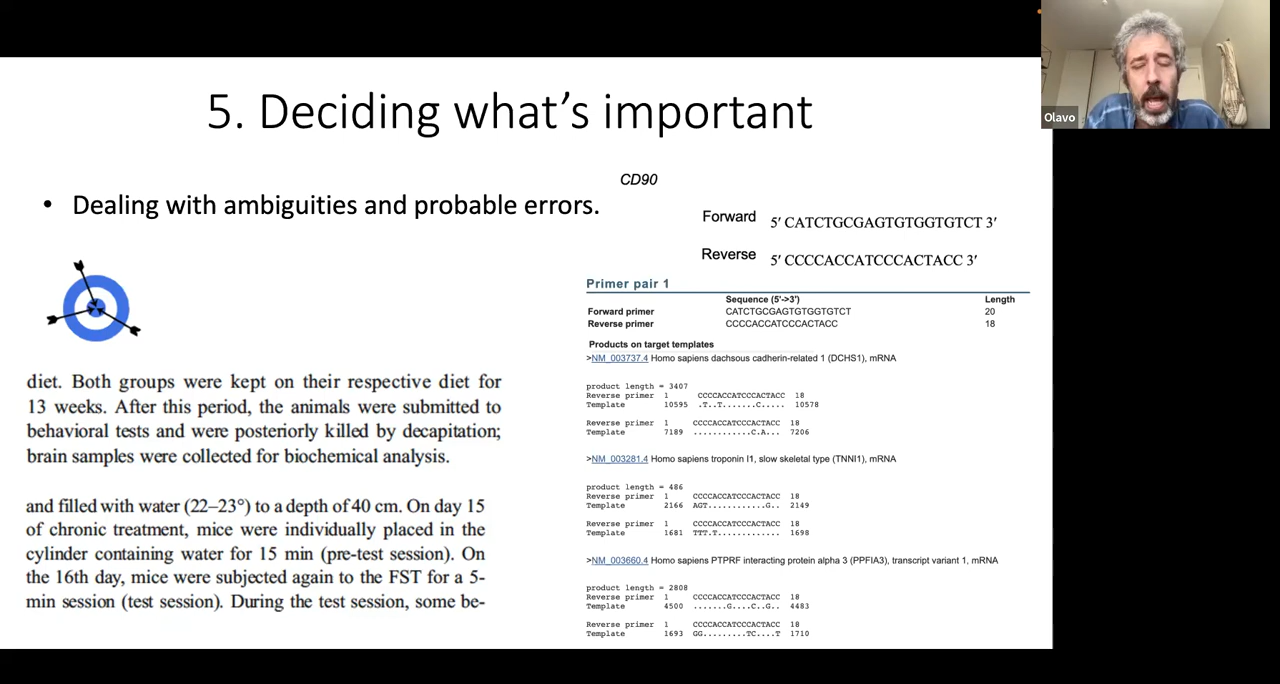 5. Deciding what's important
Olavo
• Dealing with ambiguities and probable errors.
CD90
Forward 5′ CATCTGCGAGTGTGGTGTCT 3′
Reverse 5′ CCCCACCATCCCACTACC 3′
Primer pair 1
Sequence (5'->3') Length
Forward primer CATCTGCGAGTGTGGTGTCT 20
Reverse primer CCCCACCATCCCACTACC 18
Products on target templates
>NM_003737.4 Homo sapiens dachsous cadherin-related 1 (DCHS1), mRNA
product length = 3407
Reverse primer 1 CCCCACCATCCCACTACC 18
Template 10595 .T..T.......C..... 10578
Reverse primer 1 CCCCACCATCCCACTACC 18
Template 7189 ............C.A... 7206
>NM_003281.4 Homo sapiens troponin I1, slow skeletal type (TNNI1), mRNA
product length = 486
Reverse primer 1 CCCCACCATCCCACTACC 18
Template 2166 AGT............G.. 2149
Reverse primer 1 CCCCACCATCCCACTACC 18
Template 1681 TTT.T............. 1698
>NM_003660.4 Homo sapiens PTPRF interacting protein alpha 3 (PPFIA3), transcript variant 1, mRNA
product length = 2808
Reverse primer 1 CCCCACCATCCCACTACC 18
Template 4500 .......G....C..G.. 4483
Reverse primer 1 CCCCACCATCCCACTACC 18
Template 1693 GG.........TC....T 1710
diet. Both groups were kept on their respective diet for
13 weeks. After this period, the animals were submitted to
behavioral tests and were posteriorly killed by decapitation;
brain samples were collected for biochemical analysis.
and filled with water (22–23°) to a depth of 40 cm. On day 15
of chronic treatment, mice were individually placed in the
cylinder containing water for 15 min (pre-test session). On
the 16th day, mice were subjected again to the FST for a 5-
min session (test session). During the test session, some be-